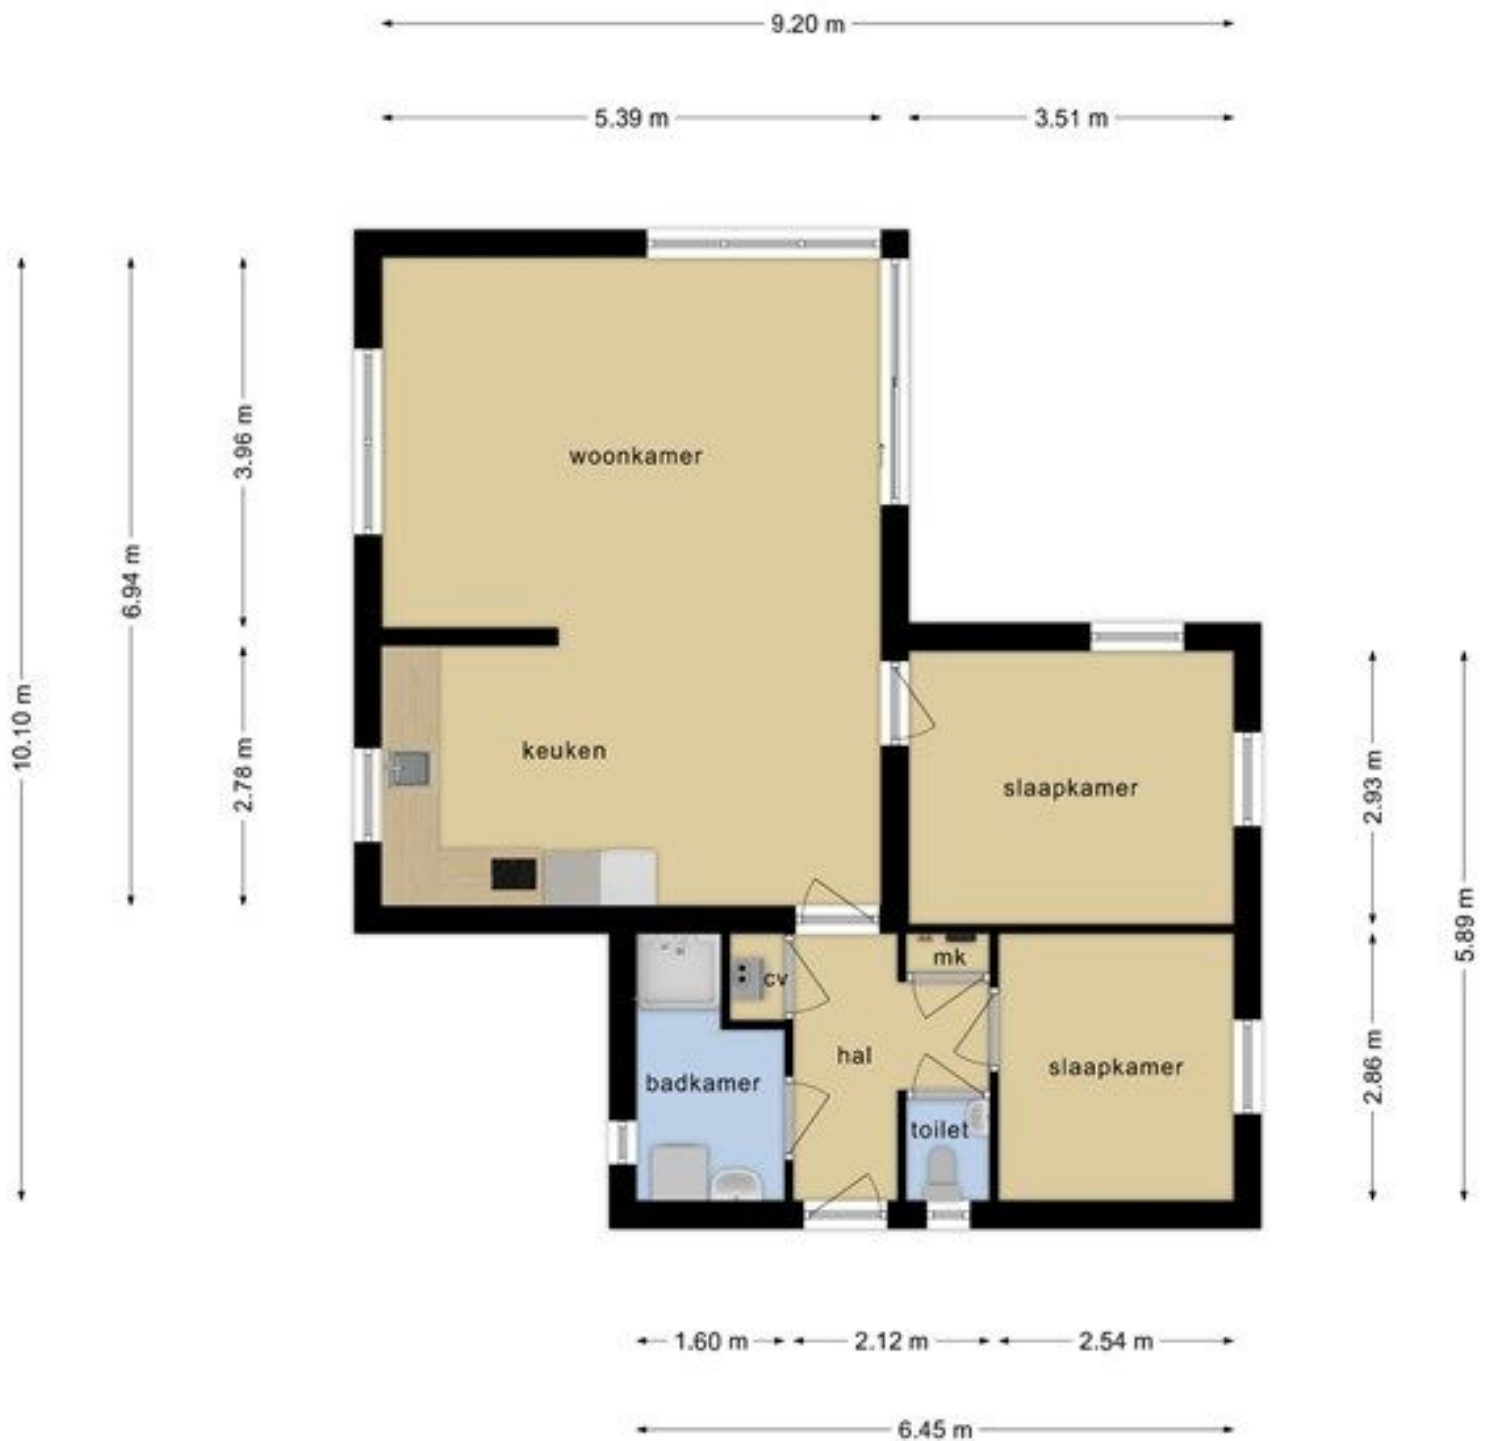 9.20 m
5.39 m
3.51 m
10.10 m
6.94 m
3.96 m
2.78 m
woonkamer
keuken
slaapkamer
2.93 m
5.89 m
cv
mk
hal
badkamer
slaapkamer
toilet
2.86 m
1.60 m
2.12 m
2.54 m
6.45 m